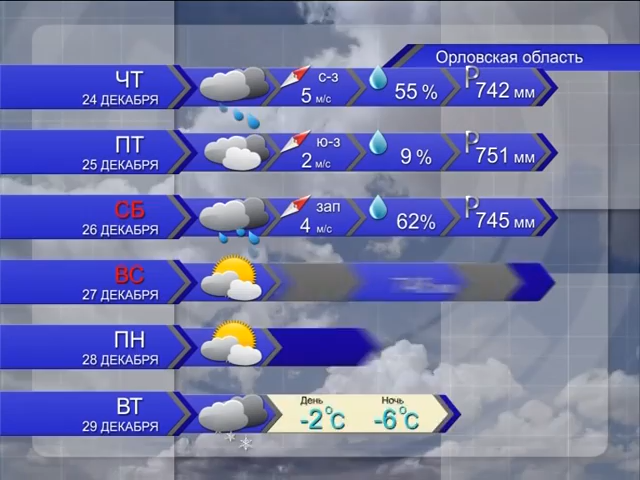 Орловская область
ЧТ
24 ДЕКАБРЯ
с-з
5 м/с
55 %
P 742 мм
ПТ
25 ДЕКАБРЯ
ю-з
2 м/с
9 %
P 751 мм
СБ
26 ДЕКАБРЯ
зап
4 м/с
62%
P 745 мм
ВС
27 ДЕКАБРЯ
ПН
28 ДЕКАБРЯ
ВТ
29 ДЕКАБРЯ
День Ночь
-2°C -6°C